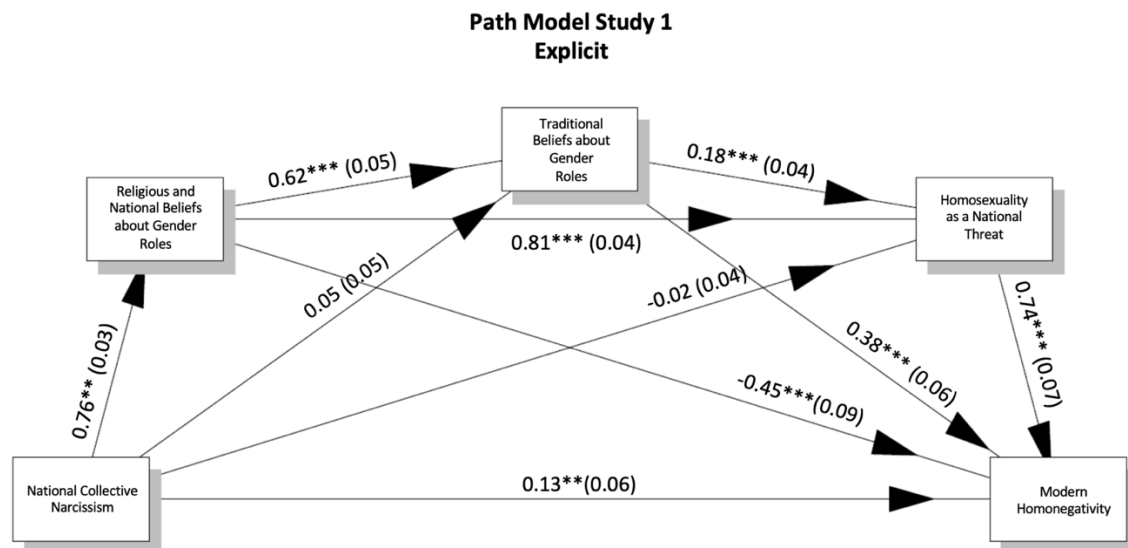 Path Model Study 1
Explicit
Traditional
Beliefs about
Gender
Roles
0.62*** (0.05)
0.18*** (0.04)
Religious and
National Beliefs
about Gender
Roles
Homosexuality
as a National
Threat
0.81*** (0.04)
0.05 (0.05)
-0.02 (0.04)
0.76** (0.03)
0.38*** (0.06)
0.74*** (0.07)
-0.45***(0.09)
National Collective
Narcissism
0.13**(0.06)
Modern
Homonegativity